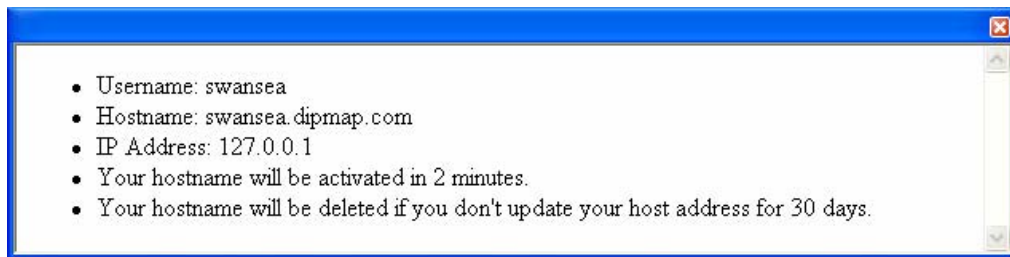 Username: swansea
Hostname: swansea.dipmap.com
IP Address: 127.0.0.1
Your hostname will be activated in 2 minutes.
Your hostname will be deleted if you don't update your host address for 30 days.